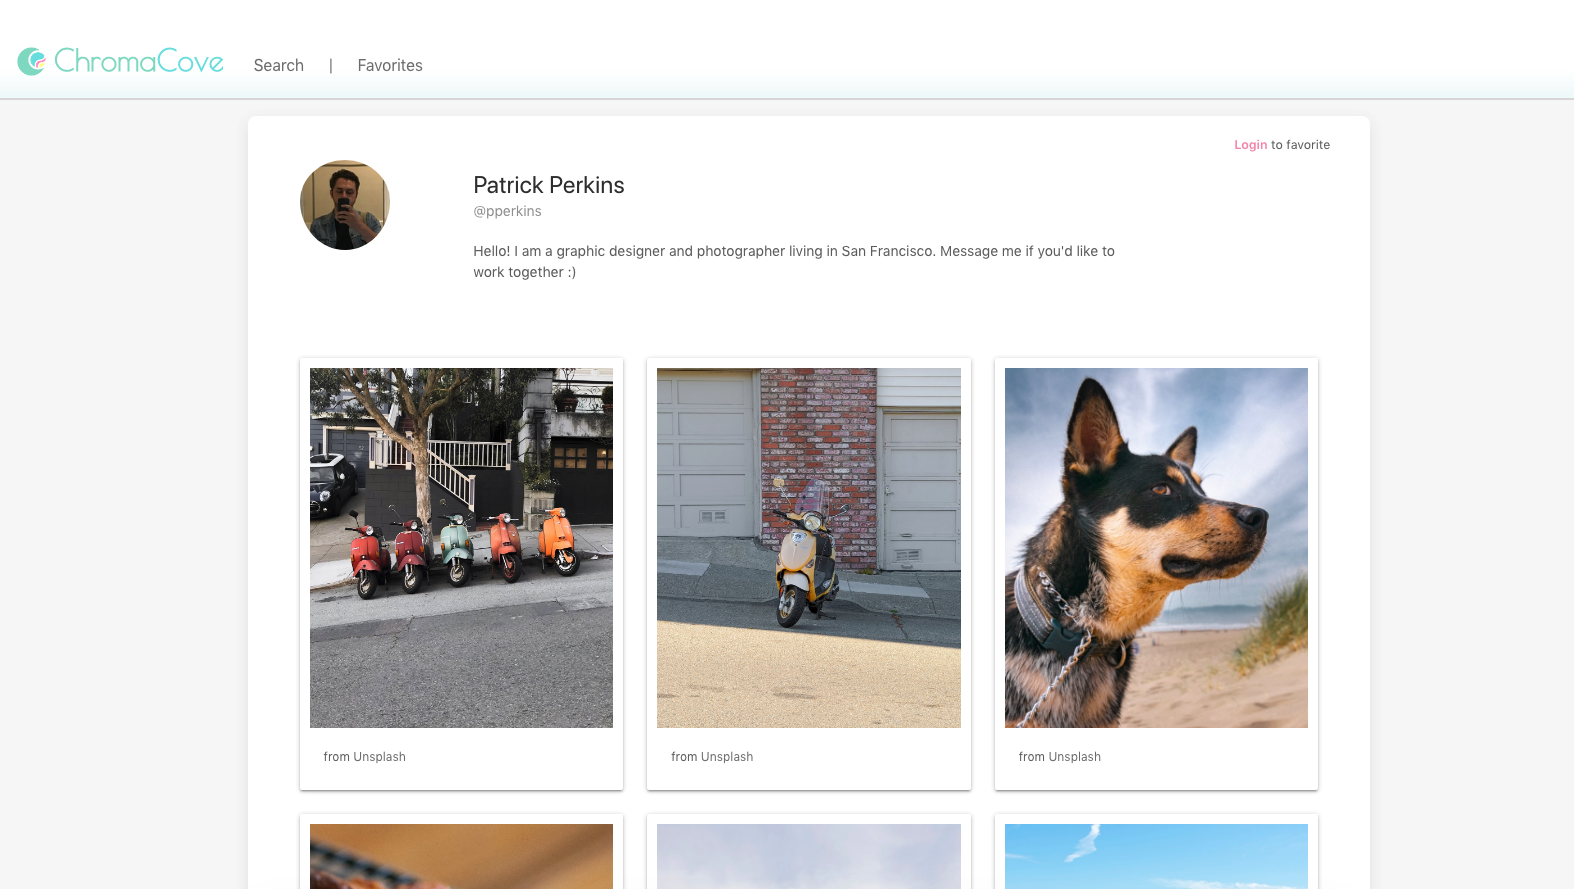 ChromaCove
Search | Favorites
Login to favorite
Patrick Perkins
@pperkins
Hello! I am a graphic designer and photographer living in San Francisco. Message me if you'd like to
work together :)
from Unsplash
from Unsplash
from Unsplash